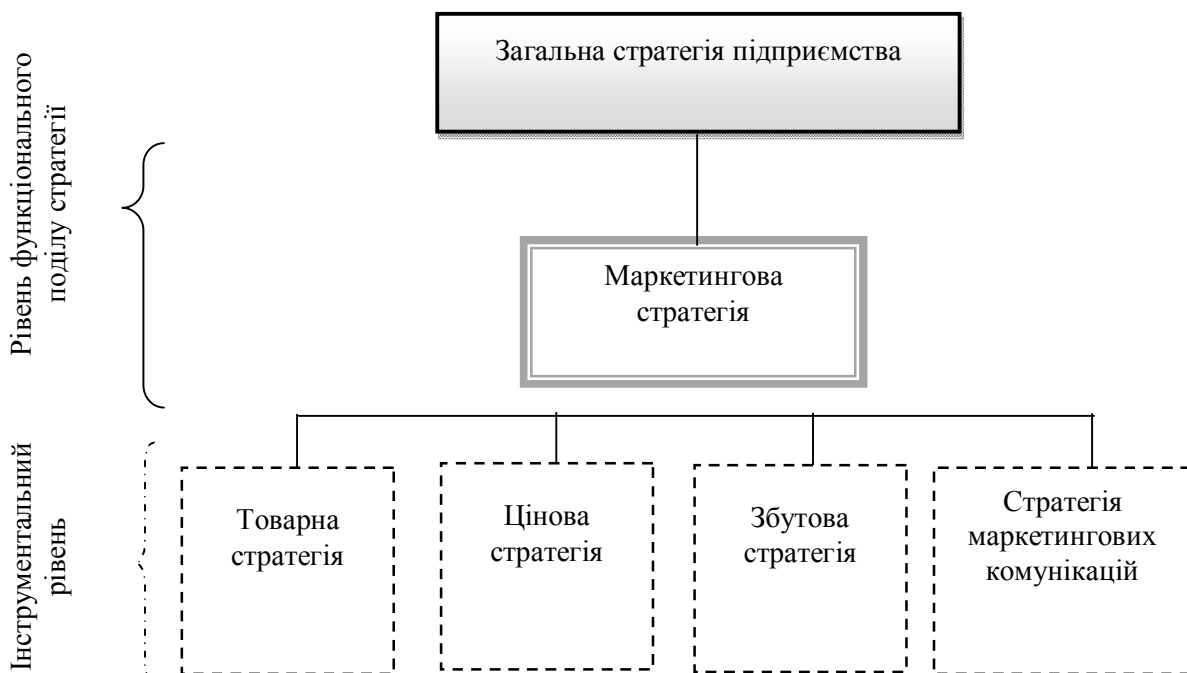 Загальна стратегія підприємства
Рівень функціонального
поділу стратегії
Маркетингова
стратегія
Інструментальний
рівень
Товарна
стратегія
Цінова
стратегія
Збутова
стратегія
Стратегія
маркетингових
комунікацій